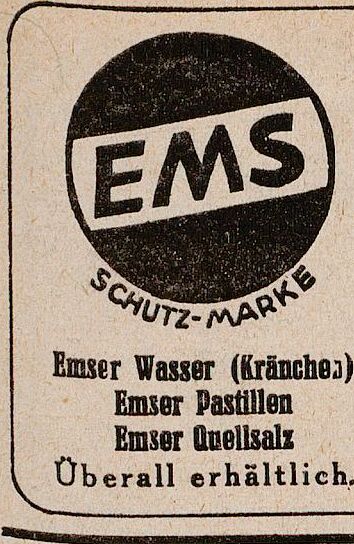 EMS
SCHUTZ-MARKE
Emser Wasser (Kränchen)
Emser Pastillen
Emser Quellsalz
Überall erhältlich.